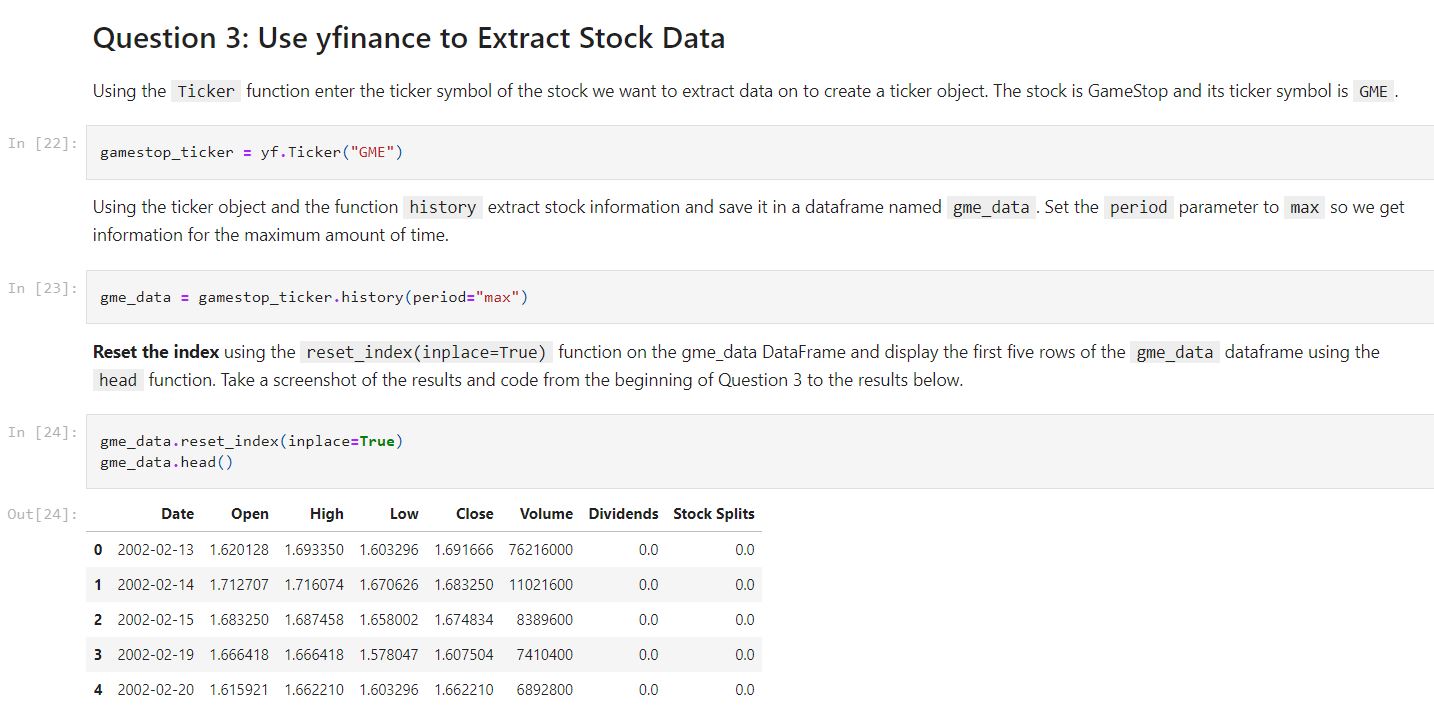 Question 3: Use yfinance to Extract Stock Data
Using the Ticker function enter the ticker symbol of the stock we want to extract data on to create a ticker object. The stock is GameStop and its ticker symbol is GME .
In [22]: gamestop_ticker = yf.Ticker("GME")
Using the ticker object and the function history extract stock information and save it in a dataframe named gme_data . Set the period parameter to max so we get
information for the maximum amount of time.
In [23]: gme_data = gamestop_ticker.history(period="max")
Reset the index using the reset_index(inplace=True) function on the gme_data DataFrame and display the first five rows of the gme_data dataframe using the
head function. Take a screenshot of the results and code from the beginning of Question 3 to the results below.
In [24]: gme_data.reset_index(inplace=True)
gme_data.head()
Out[24]: Date Open High Low Close Volume Dividends Stock Splits
0 2002-02-13 1.620128 1.693350 1.603296 1.691666 76216000 0.0 0.0
1 2002-02-14 1.712707 1.716074 1.670626 1.683250 11021600 0.0 0.0
2 2002-02-15 1.683250 1.687458 1.658002 1.674834 8389600 0.0 0.0
3 2002-02-19 1.666418 1.666418 1.578047 1.607504 7410400 0.0 0.0
4 2002-02-20 1.615921 1.662210 1.603296 1.662210 6892800 0.0 0.0